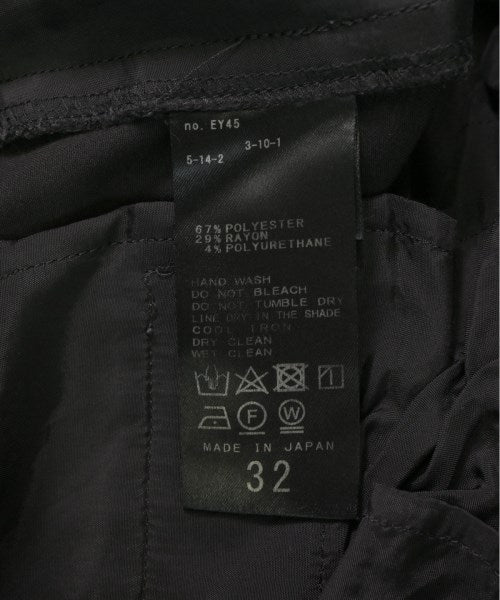 no. EY45
3-10-1
5-14-2
67% POLYESTER
29% RAYON
4% POLYURETHANE
HAND WASH
DO NOT BLEACH
DO NOT TUMBLE DRY
LINE DRY IN THE SHADE
COOL IRON
DRY CLEAN
WET CLEAN
F W
MADE IN JAPAN
32